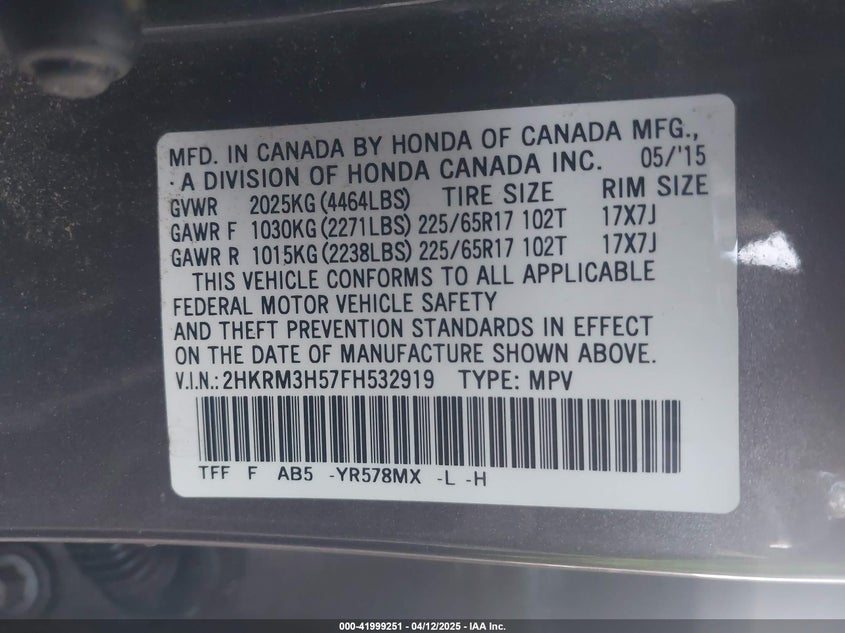 MFD. IN CANADA BY HONDA OF CANADA MFG.,
A DIVISION OF HONDA CANADA INC. 05/'15
GVWR 2025KG (4464LBS) TIRE SIZE RIM SIZE
GAWR F 1030KG (2271LBS) 225/65R17 102T 17X7J
GAWR R 1015KG (2238LBS) 225/65R17 102T 17X7J
THIS VEHICLE CONFORMS TO ALL APPLICABLE
FEDERAL MOTOR VEHICLE SAFETY
AND THEFT PREVENTION STANDARDS IN EFFECT
ON THE DATE OF MANUFACTURE SHOWN ABOVE.
V.I.N.: 2HKRM3H57FH532919 TYPE: MPV
TFF F AB5 -YR578MX -L -H
000-41999251 - 04/12/2025 - IAA Inc.